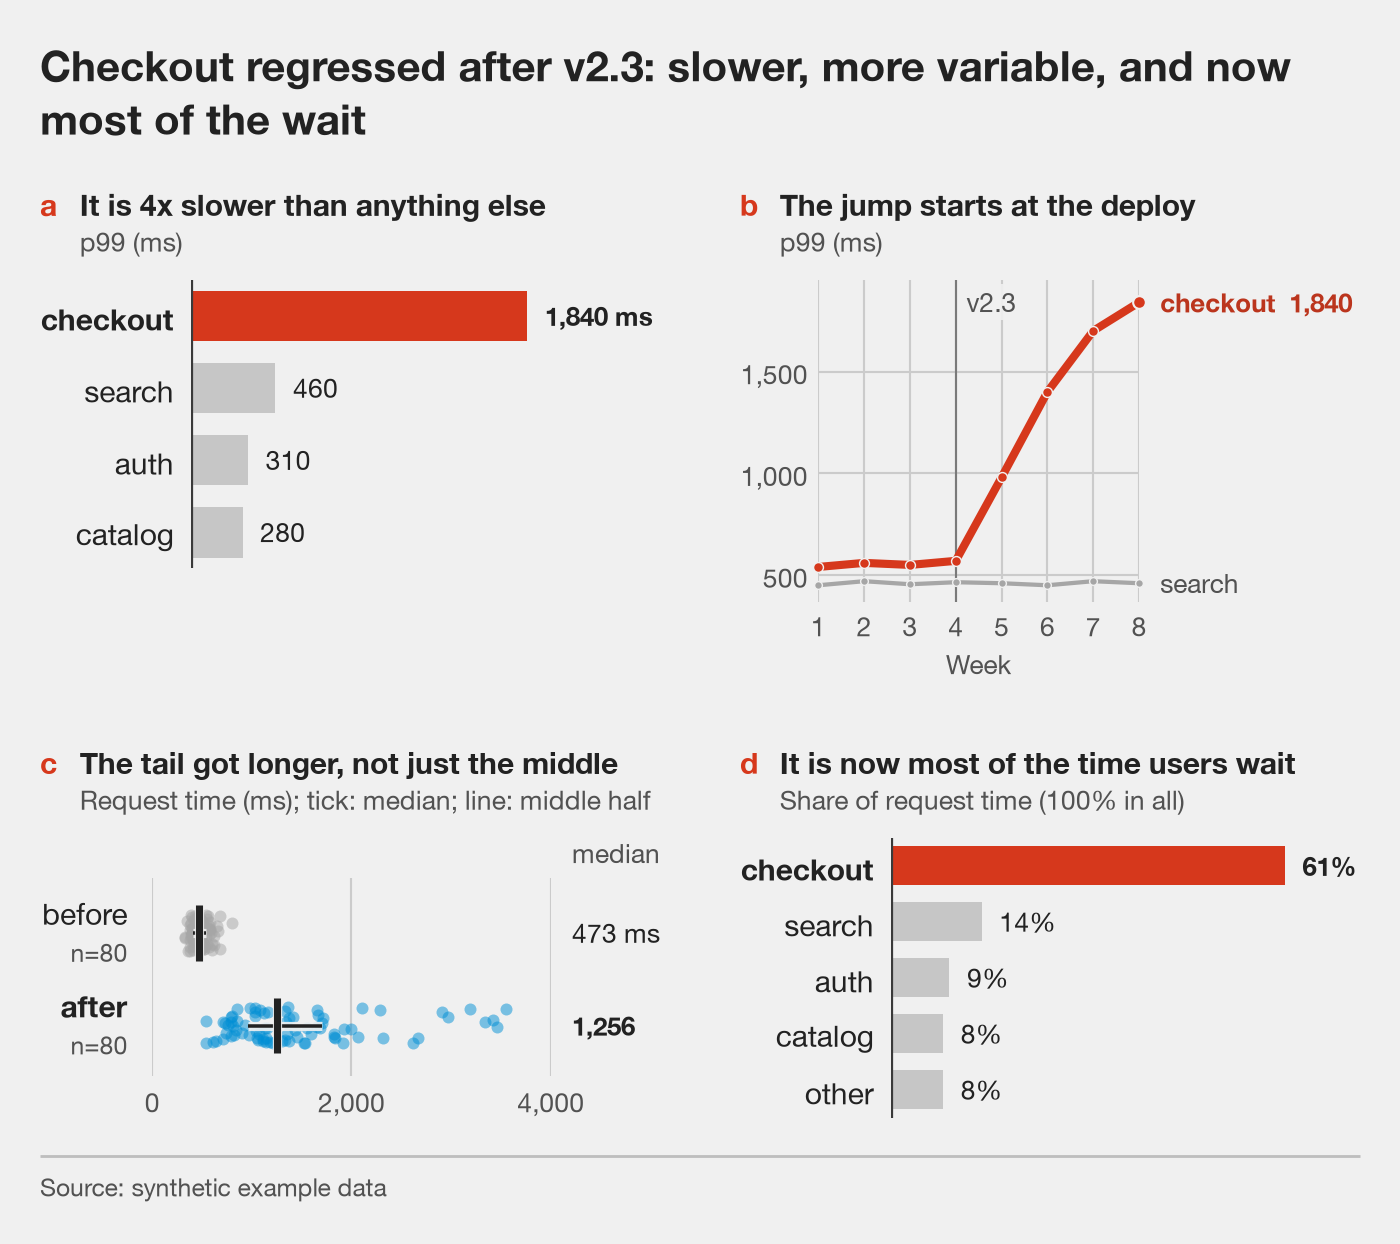 Checkout regressed after v2.3: slower, more variable, and now
most of the wait
a It is 4x slower than anything else
p99 (ms)
checkout 1,840 ms
search 460
auth 310
catalog 280
b The jump starts at the deploy
p99 (ms)
v2.3
checkout 1,840
1,500
1,000
500
search
1 2 3 4 5 6 7 8
Week
c The tail got longer, not just the middle
Request time (ms); tick: median; line: middle half
median
before
n=80
473 ms
after
n=80
1,256
0 2,000 4,000
d It is now most of the time users wait
Share of request time (100% in all)
checkout 61%
search 14%
auth 9%
catalog 8%
other 8%
Source: synthetic example data